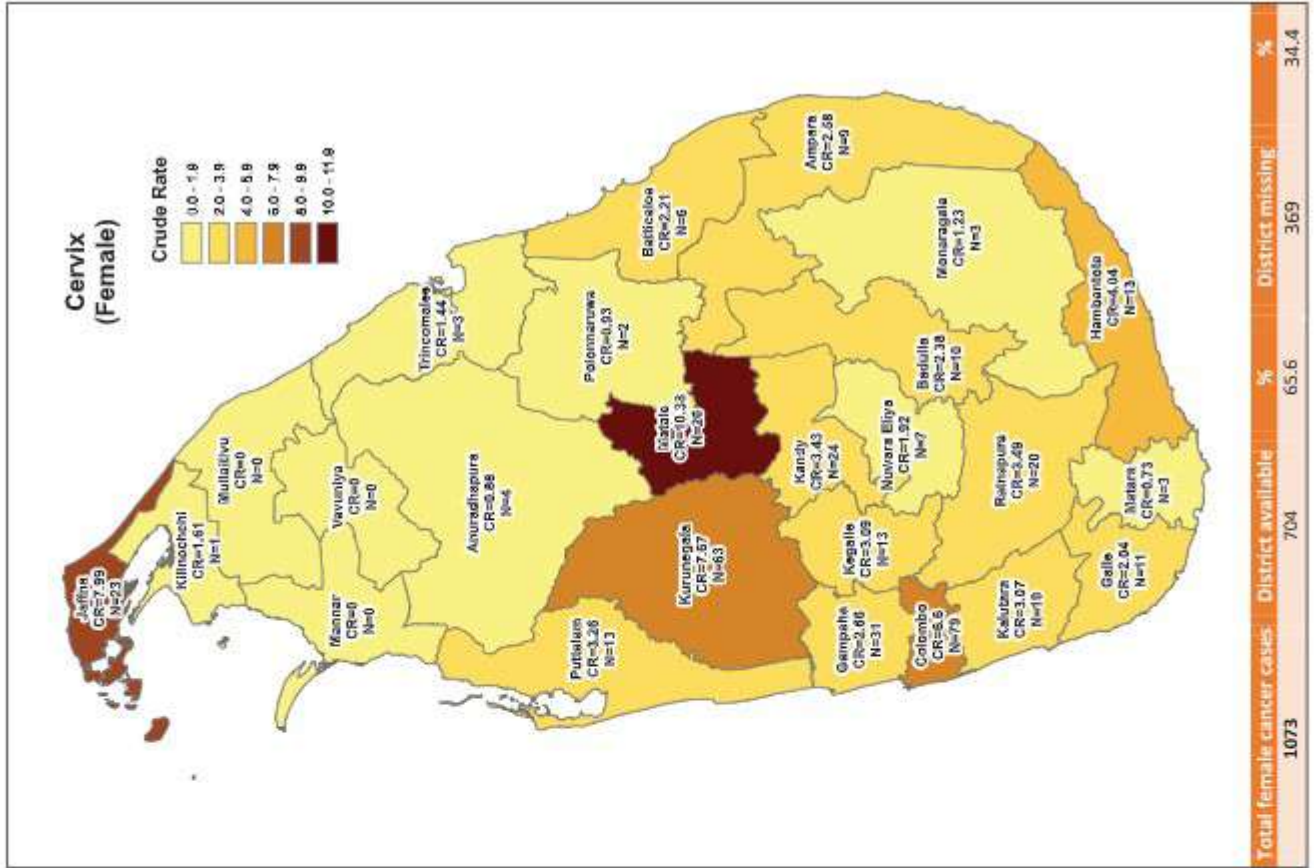 Cervix
(Female)
Crude Rate
0.0 - 1.9
2.0 - 3.9
4.0 - 5.9
6.0 - 7.9
8.0 - 9.9
10.0 - 11.9
Jaffna
CR=7.99
N=23
Kilinochchi
CR=1.61
N=1
Mullaitivu
CR=0
N=0
Mannar
CR=0
N=0
Vavuniya
CR=0
N=0
Trincomalee
CR=1.44
N=3
Anuradhapura
CR=0.88
N=4
Polonnaruwa
CR=0.93
N=2
Batticaloa
CR=2.21
N=6
Puttalam
CR=3.26
N=13
Kurunegala
CR=7.67
N=63
Matale
CR=10.38
N=26
Ampara
CR=2.58
N=9
Kandy
CR=3.43
N=24
Kegalle
CR=3.09
N=13
Gampaha
CR=2.66
N=31
Nuwara Eliya
CR=1.92
N=7
Badulla
CR=2.38
N=10
Monaragala
CR=1.23
N=3
Colombo
CR=6.6
N=79
Ratnapura
CR=3.49
N=20
Kalutara
CR=3.07
N=19
Hambantota
CR=4.04
N=13
Galle
CR=2.04
N=11
Matara
CR=0.73
N=3
Total female cancer cases District available % District missing %
1073 704 65.6 369 34.4